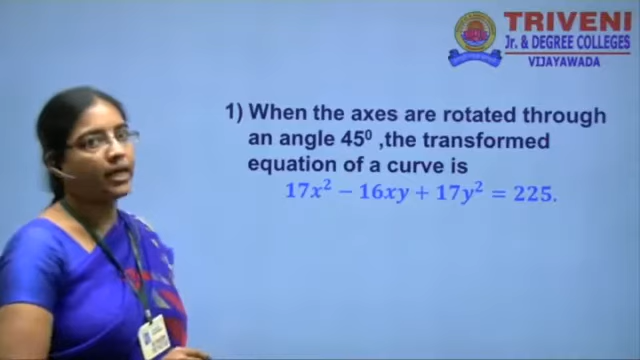 TRIVENI
Jr. & DEGREE COLLEGES
VIJAYAWADA
1) When the axes are rotated through
an angle 45⁰ ,the transformed
equation of a curve is
17x² − 16xy + 17y² = 225.